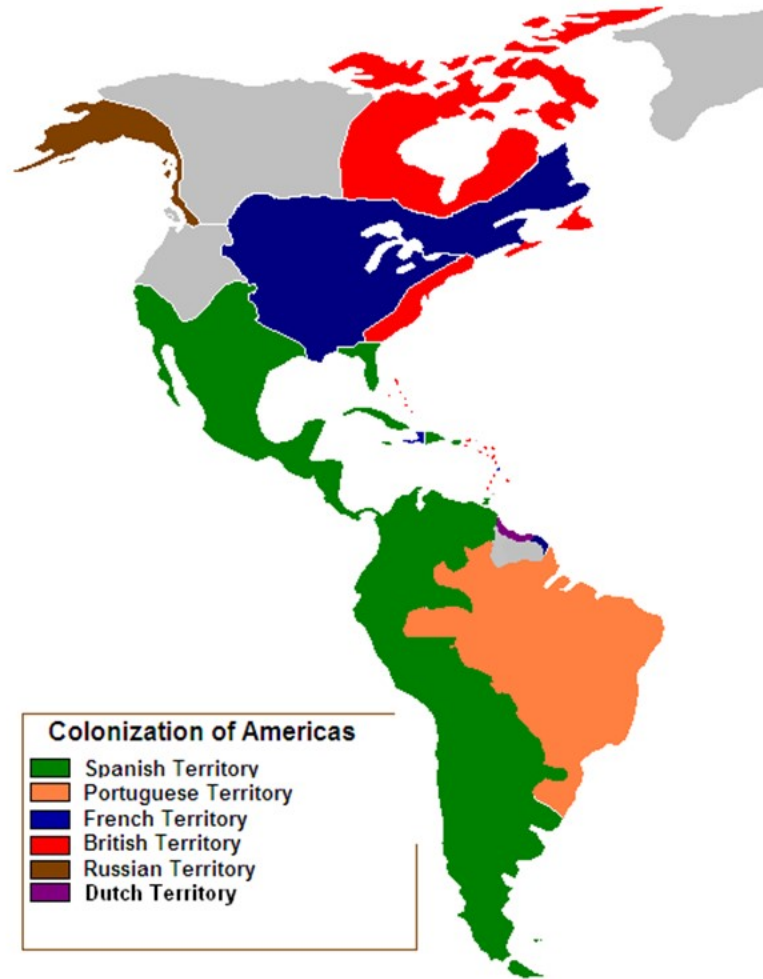 Colonization of Americas
Spanish Territory
Portuguese Territory
French Territory
British Territory
Russian Territory
Dutch Territory